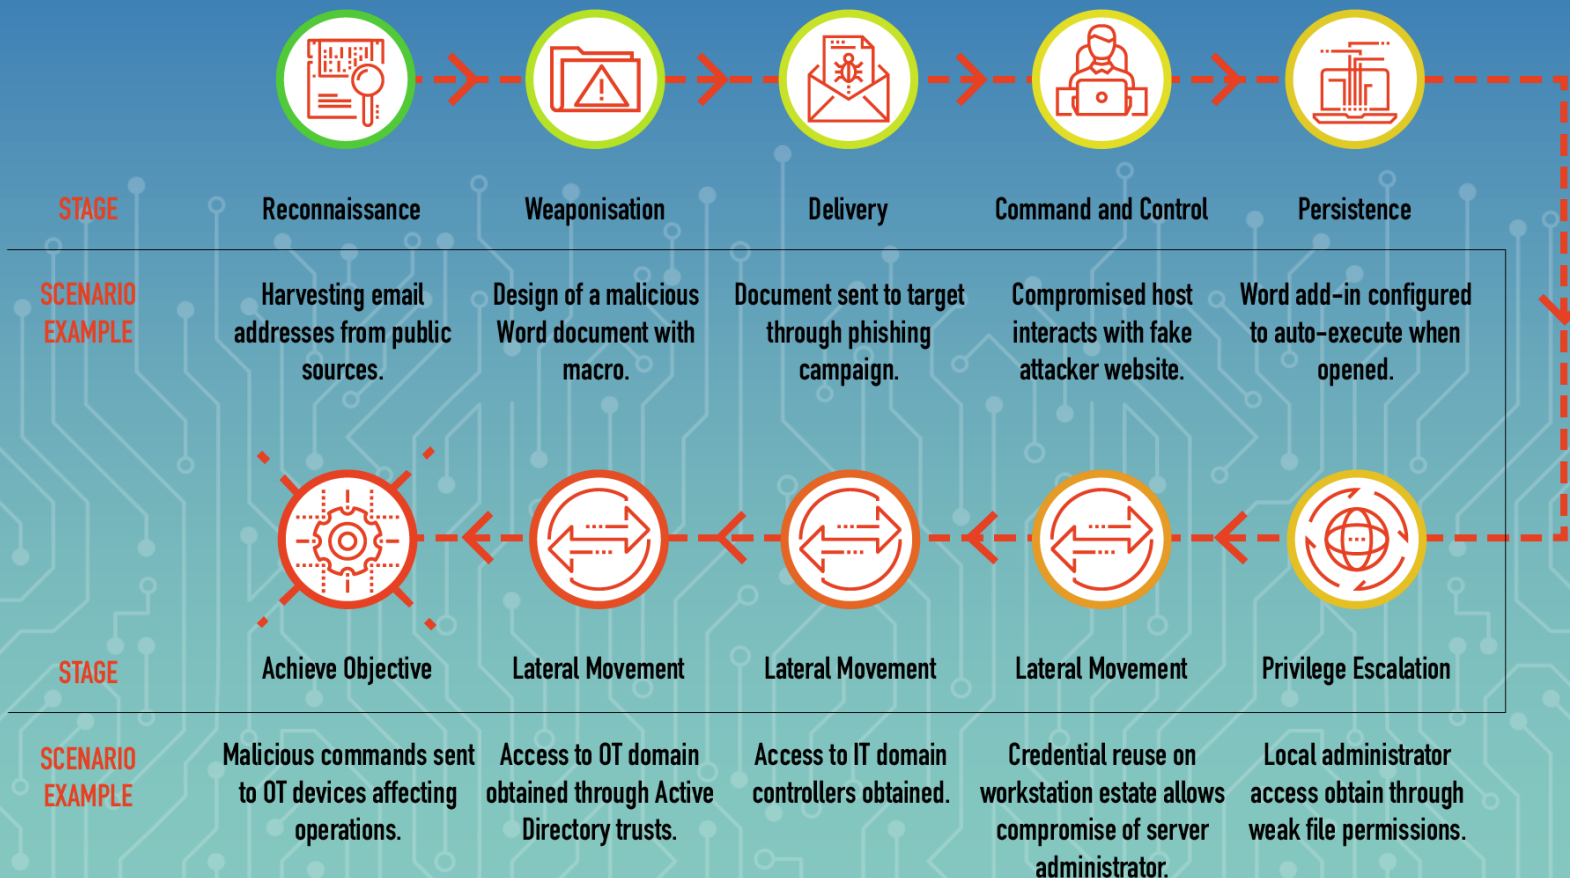 STAGE
Reconnaissance
Weaponisation
Delivery
Command and Control
Persistence
SCENARIO
EXAMPLE
Harvesting email
addresses from public
sources.
Design of a malicious
Word document with
macro.
Document sent to target
through phishing
campaign.
Compromised host
interacts with fake
attacker website.
Word add-in configured
to auto-execute when
opened.
STAGE
Achieve Objective
Lateral Movement
Lateral Movement
Lateral Movement
Privilege Escalation
SCENARIO
EXAMPLE
Malicious commands sent
to OT devices affecting
operations.
Access to OT domain
obtained through Active
Directory trusts.
Access to IT domain
controllers obtained.
Credential reuse on
workstation estate allows
compromise of server
administrator.
Local administrator
access obtain through
weak file permissions.